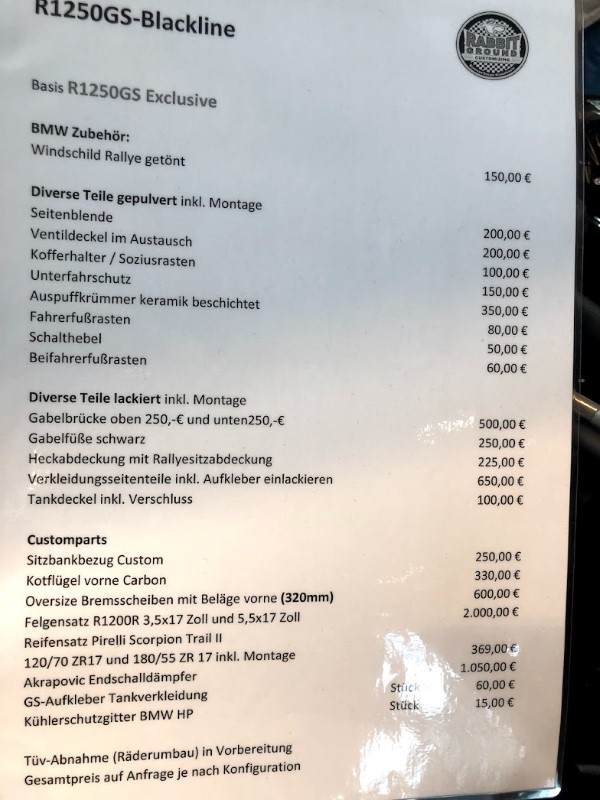 R1250GS-Blackline
RABBIT
GROUND
CUSTOMIZING
Basis R1250GS Exclusive
BMW Zubehör:
Windschild Rallye getönt 150,00 €
Diverse Teile gepulvert inkl. Montage
Seitenblende 200,00 €
Ventildeckel im Austausch 200,00 €
Kofferhalter / Soziusrasten 100,00 €
Unterfahrschutz 150,00 €
Auspuffkrümmer keramik beschichtet 350,00 €
Fahrerfußrasten 80,00 €
Schalthebel 50,00 €
Beifahrerfußrasten 60,00 €
Diverse Teile lackiert inkl. Montage
Gabelbrücke oben 250,-€ und unten250,-€ 500,00 €
Gabelfüße schwarz 250,00 €
Heckabdeckung mit Rallyesitzabdeckung 225,00 €
Verkleidungsseitenteile inkl. Aufkleber einlackieren 650,00 €
Tankdeckel inkl. Verschluss 100,00 €
Customparts
Sitzbankbezug Custom 250,00 €
Kotflügel vorne Carbon 330,00 €
Oversize Bremsscheiben mit Beläge vorne (320mm) 600,00 €
Felgensatz R1200R 3,5x17 Zoll und 5,5x17 Zoll 2.000,00 €
Reifensatz Pirelli Scorpion Trail II
120/70 ZR17 und 180/55 ZR 17 inkl. Montage 369,00 €
Akrapovic Endschalldämpfer 1.050,00 €
GS-Aufkleber Tankverkleidung Stück 60,00 €
Kühlerschutzgitter BMW HP Stück 15,00 €
Tüv-Abnahme (Räderumbau) in Vorbereitung
Gesamtpreis auf Anfrage je nach Konfiguration